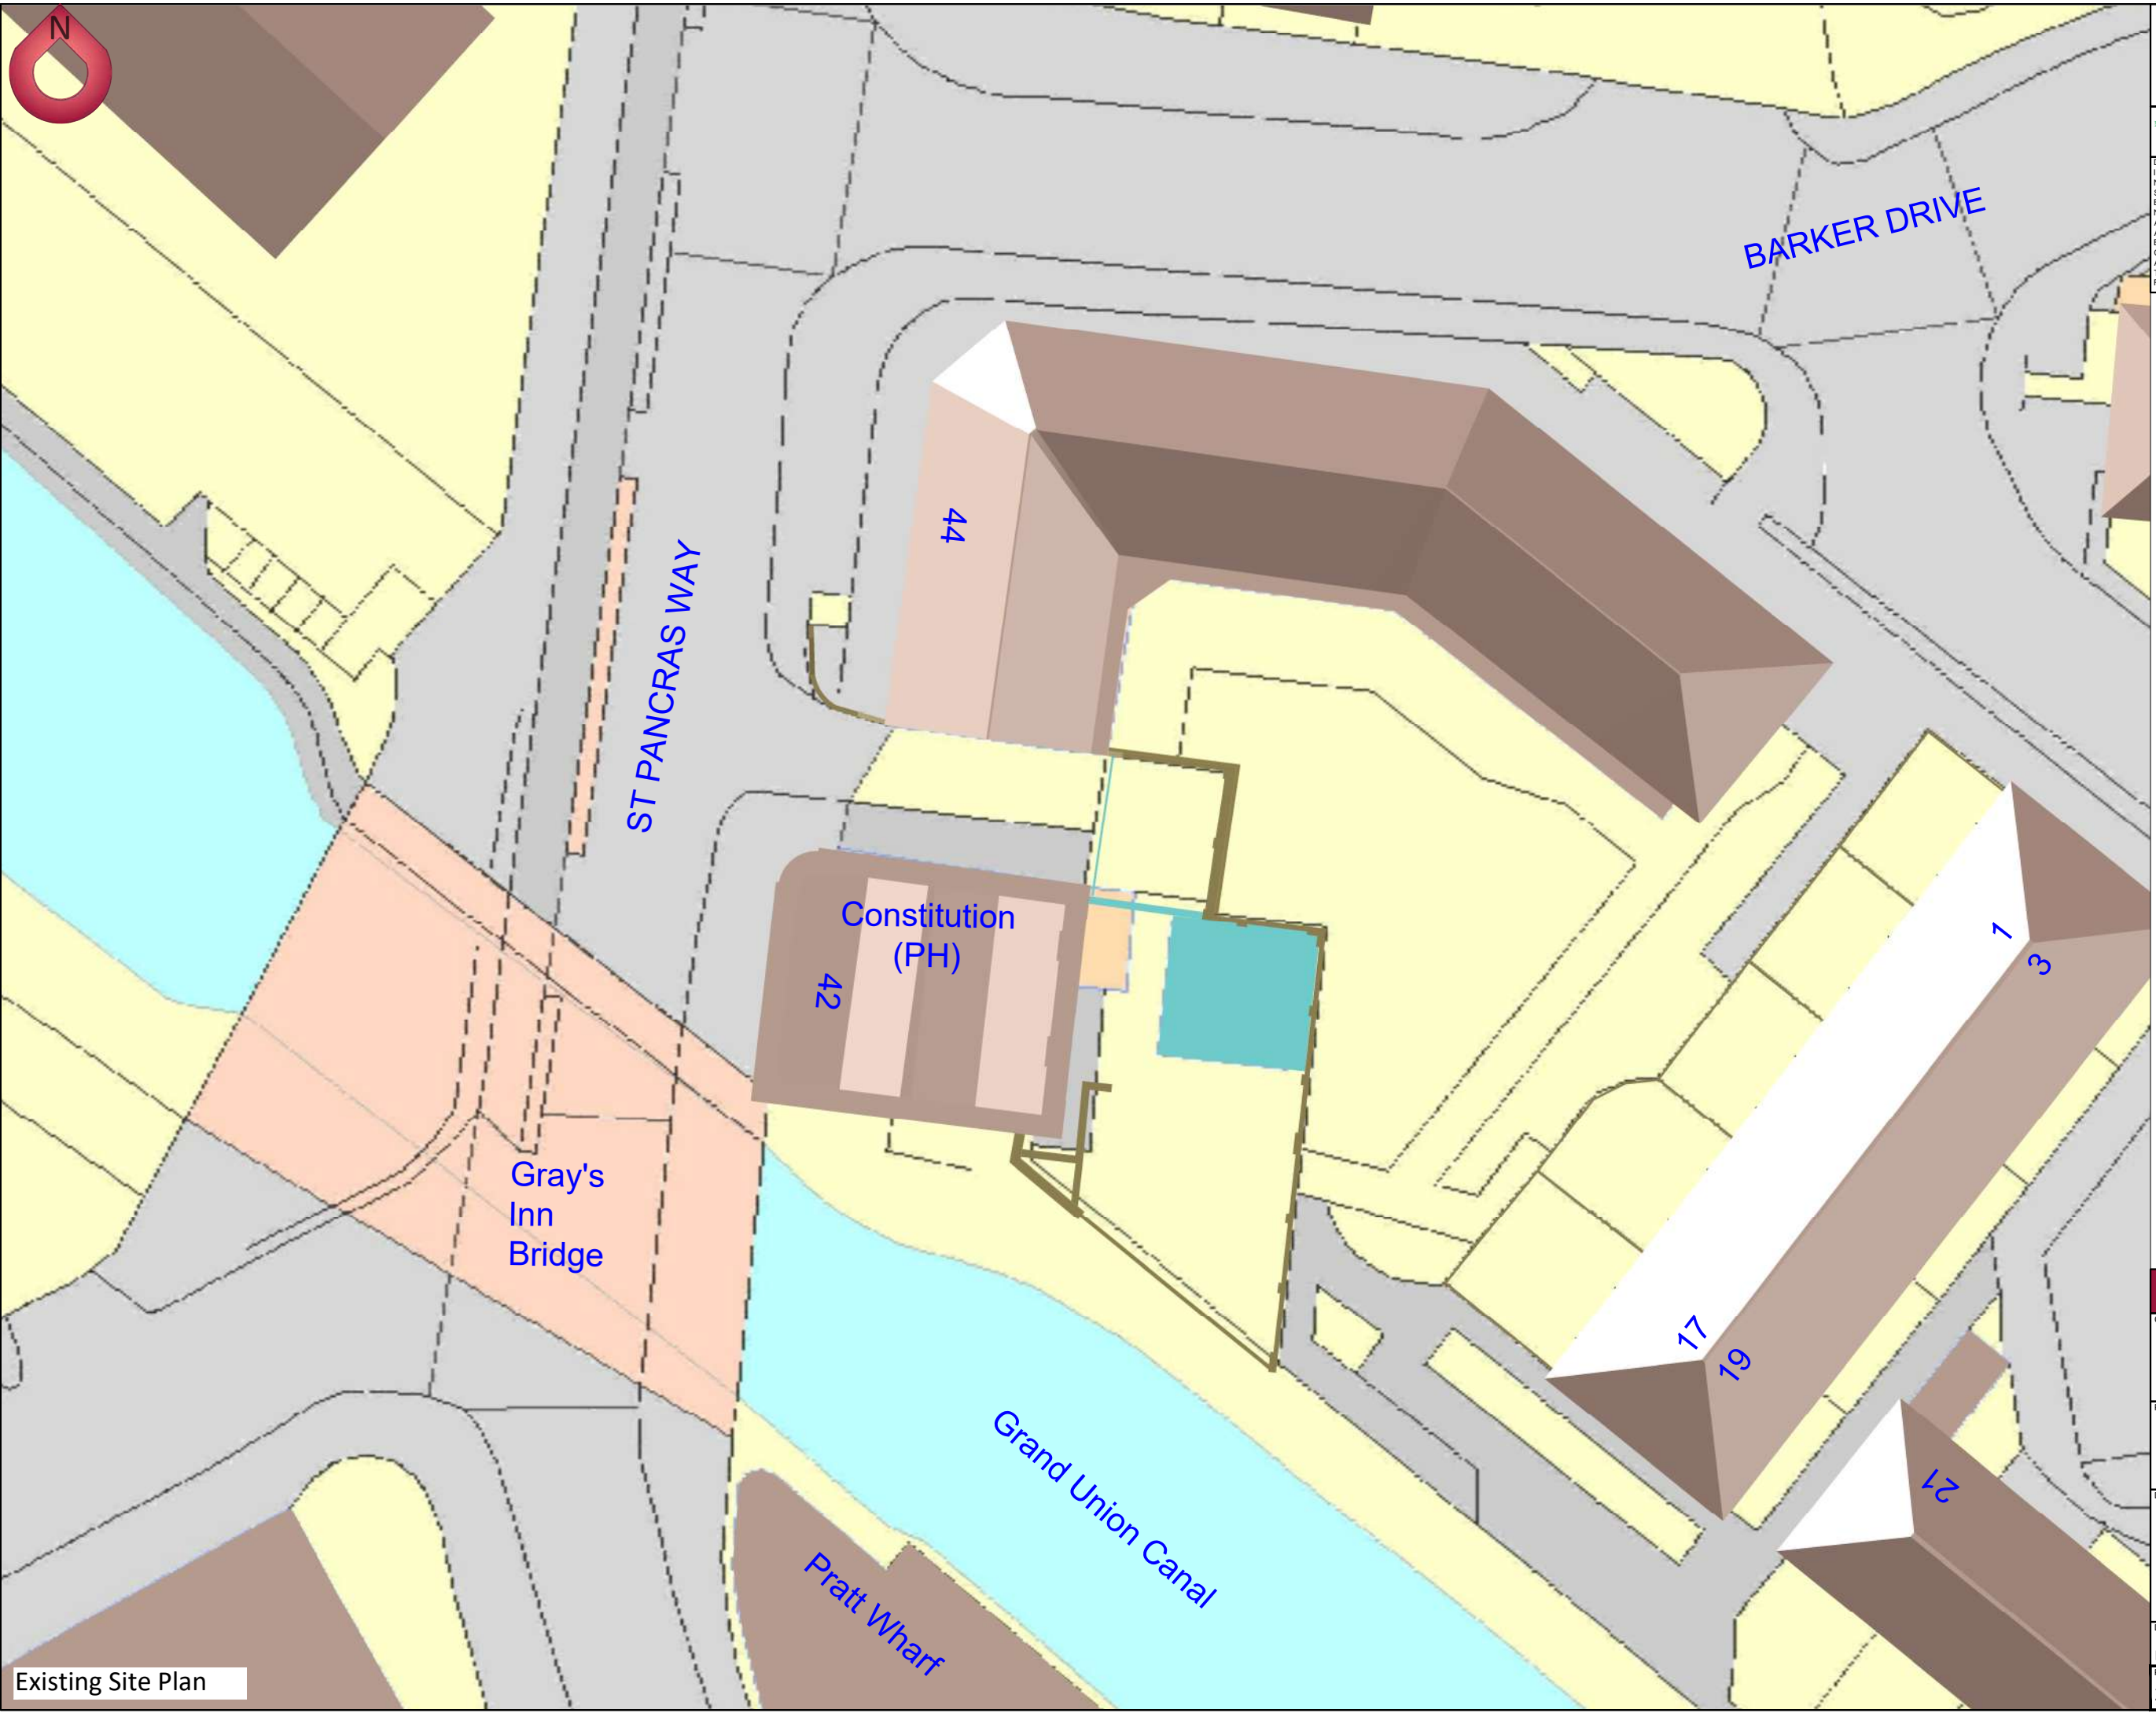 N
BARKER DRIVE
44
ST PANCRAS WAY
Constitution
(PH)
42
1
3
Gray's
Inn
Bridge
17
19
Grand Union Canal
21
Pratt Wharf
Existing Site Plan